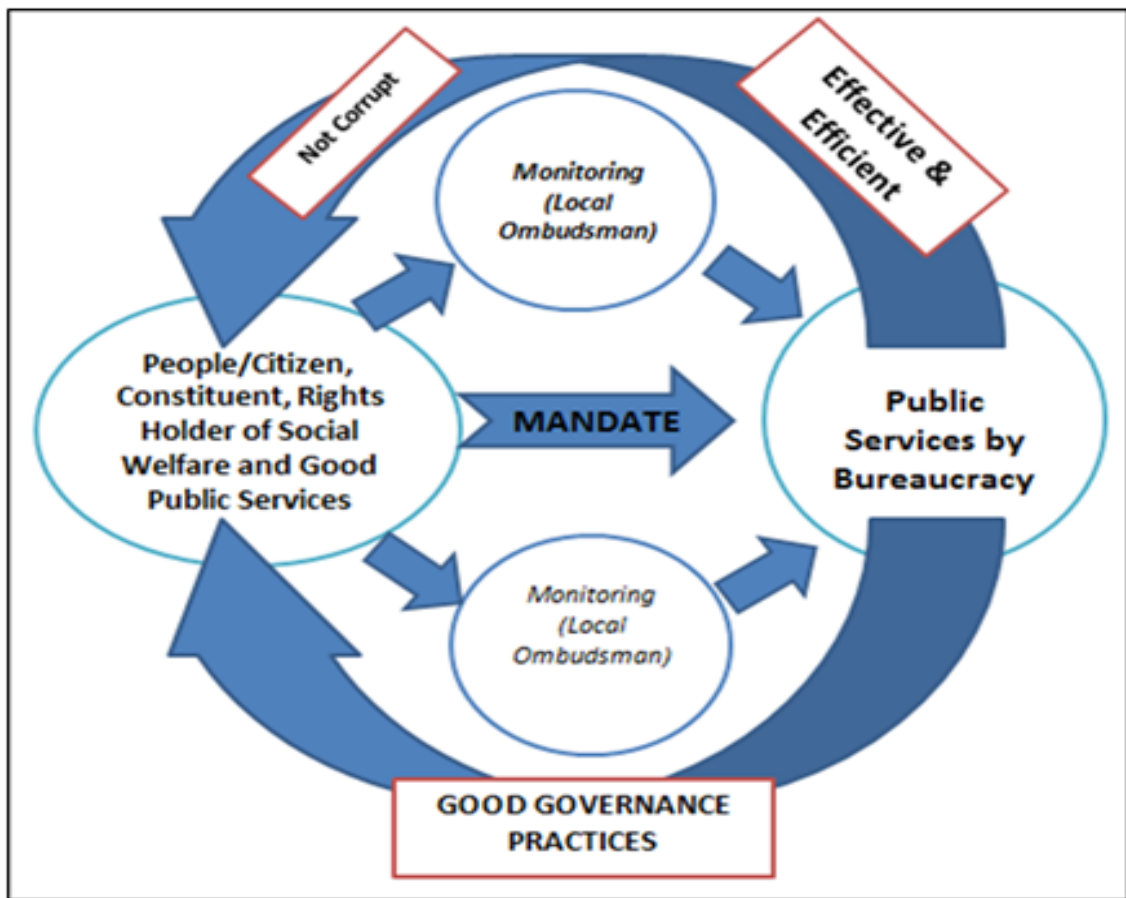 Not Corrupt
Effective &
Efficient
Monitoring
(Local
Ombudsman)
People/Citizen,
Constituent, Rights
Holder of Social
Welfare and Good
Public Services
MANDATE
Public
Services by
Bureaucracy
Monitoring
(Local
Ombudsman)
GOOD GOVERNANCE
PRACTICES